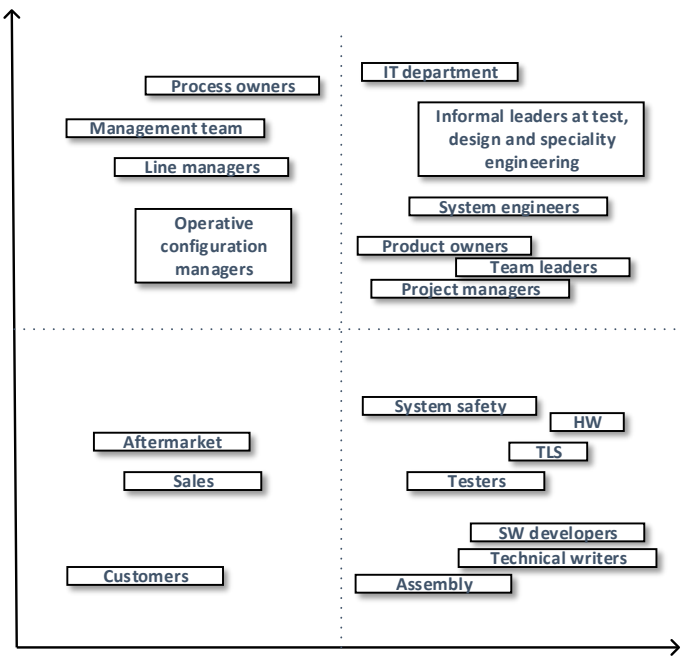 Process owners
Management team
Line managers
Operative
configuration
managers
IT department
Informal leaders at test,
design and speciality
engineering
System engineers
Product owners
Team leaders
Project managers
Aftermarket
Sales
Customers
System safety
HW
TLS
Testers
SW developers
Technical writers
Assembly